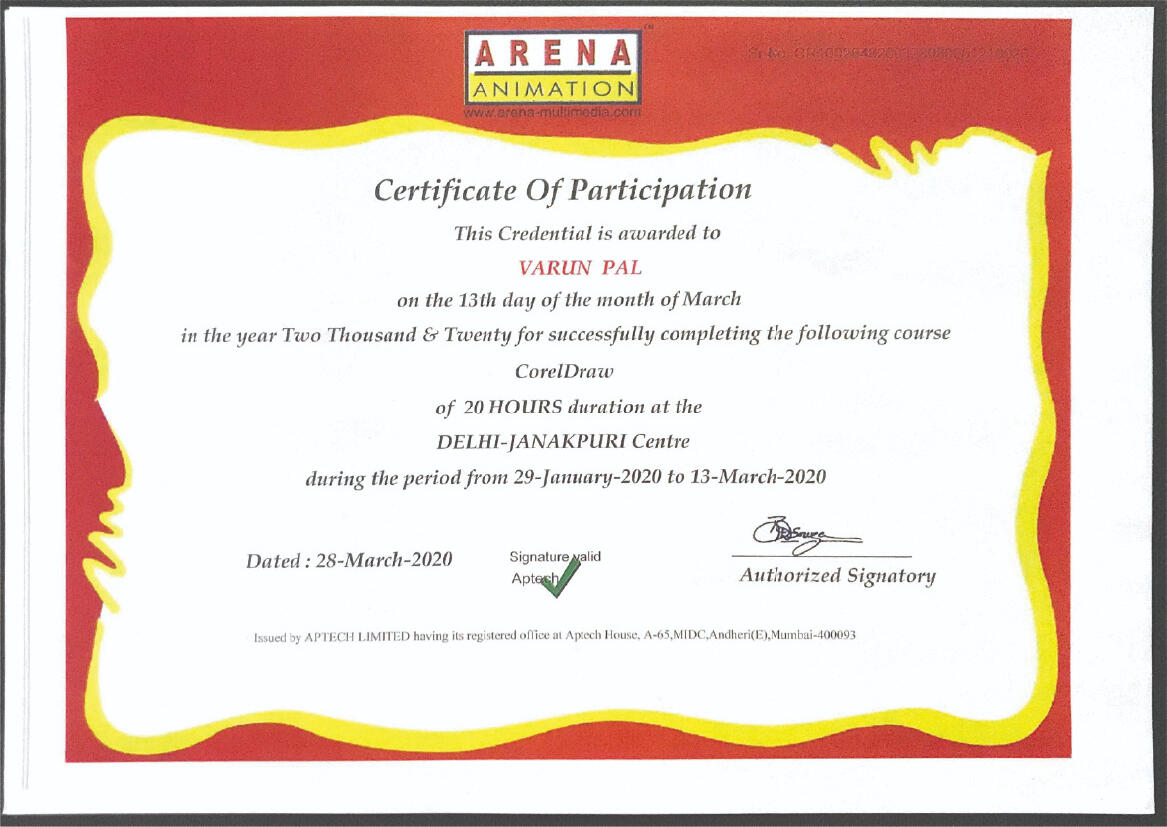 ARENA
ANIMATION
™
www.arena-multimedia.com
Certificate Of Participation
This Credential is awarded to
VARUN PAL
on the 13th day of the month of March
in the year Two Thousand & Twenty for successfully completing the following course
CorelDraw
of 20 HOURS duration at the
DELHI-JANAKPURI Centre
during the period from 29-January-2020 to 13-March-2020
Dated : 28-March-2020
Signature valid
Aptech
Authorized Signatory
Issued by APTECH LIMITED having its registered office at Aptech House, A-65,MIDC,Andheri(E),Mumbai-400093